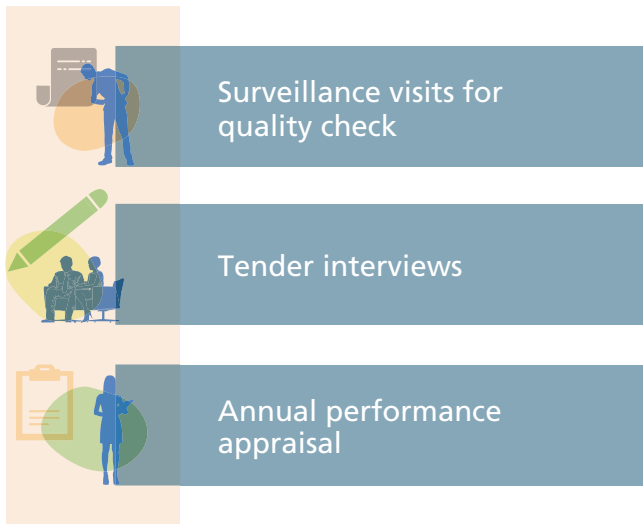 Surveillance visits for
quality check
Tender interviews
Annual performance
appraisal